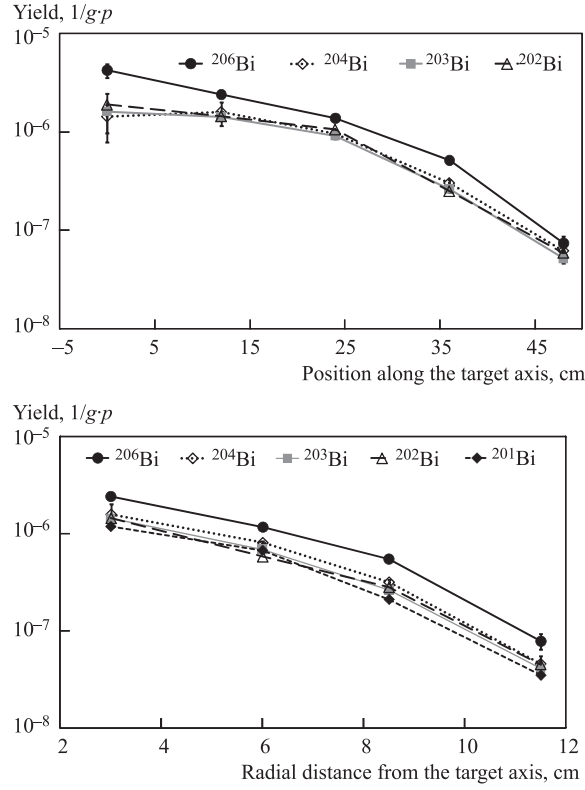 Yield, 1/g·p
10⁻⁵
²⁰⁶Bi ²⁰⁴Bi ²⁰³Bi ²⁰²Bi
10⁻⁶
10⁻⁷
10⁻⁸
–5 5 15 25 35 45
Position along the target axis, cm
Yield, 1/g·p
10⁻⁵
²⁰⁶Bi ²⁰⁴Bi ²⁰³Bi ²⁰²Bi ²⁰¹Bi
10⁻⁶
10⁻⁷
10⁻⁸
2 4 6 8 10 12
Radial distance from the target axis, cm